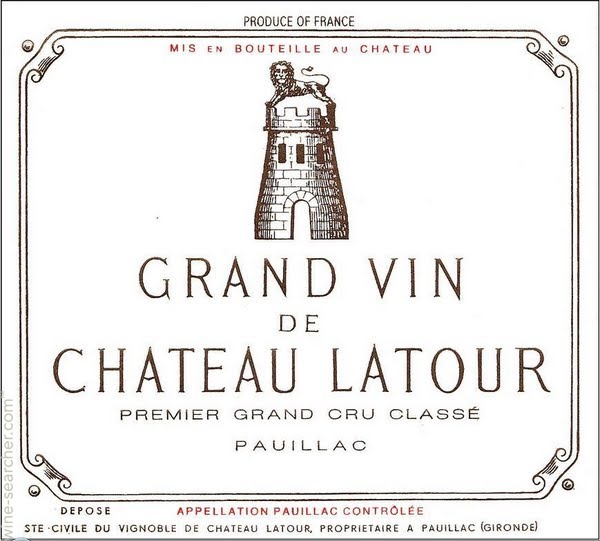 PRODUCE OF FRANCE
MIS EN BOUTEILLE AU CHATEAU
GRAND VIN
DE
CHATEAU LATOUR
PREMIER GRAND CRU CLASSÉ
PAUILLAC
DEPOSE
APPELLATION PAUILLAC CONTRÔLÉE
STE-CIVILE DU VIGNOBLE DE CHATEAU LATOUR, PROPRIETAIRE A PAUILLAC (GIRONDE)
wine-searcher.com